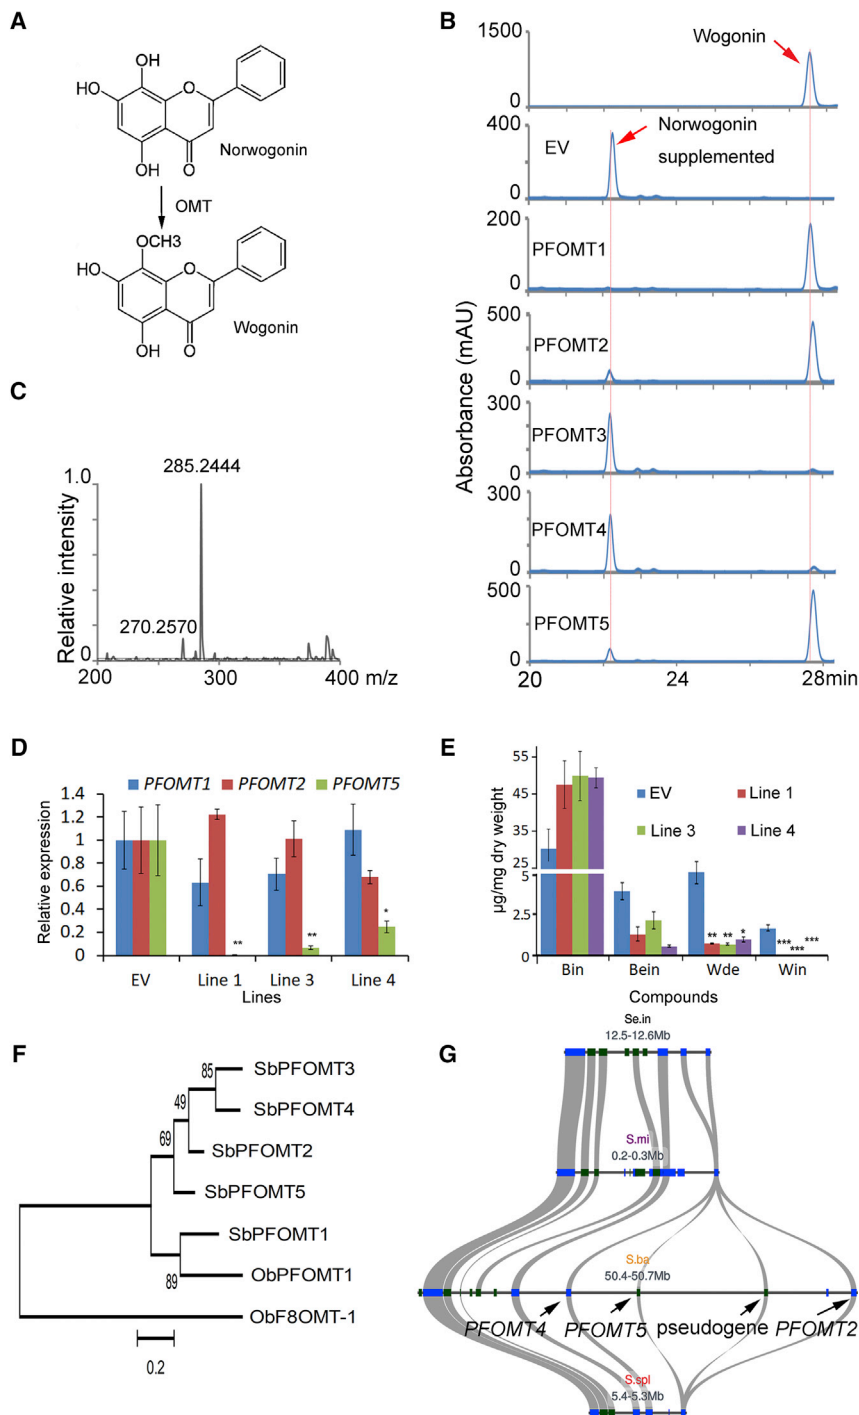 A
OH
HO
O
OH
O
Norwogonin
OMT
OCH3
HO
O
OH
O
Wogonin
B
Absorbance (mAU)
1500
0
Wogonin
400
0
EV
Norwogonin
supplemented
200
0
PFOMT1
500
0
PFOMT2
300
0
PFOMT3
300
0
PFOMT4
500
0
PFOMT5
20
24
28min
C
Relative intensity
285.2444
1.0
270.2570
0
200
300
400 m/z
D
PFOMT1 PFOMT2 PFOMT5
Relative expression
1.4
1.2
1
0.8
0.6
0.4
0.2
0
**
**
*
EV Line 1 Line 3 Line 4
Lines
E
µg/mg dry weight
55
45
35
25
5
2.5
0
EV Line 1
Line 3 Line 4
** ** *
*** *** ***
Bin Bein Wde Win
Compounds
F
85
49
69
89
SbPFOMT3
SbPFOMT4
SbPFOMT2
SbPFOMT5
SbPFOMT1
ObPFOMT1
ObF8OMT-1
0.2
G
Se.in
12.5-12.6Mb
S.mi
0.2-0.3Mb
S.ba
50.4-50.7Mb
PFOMT4 PFOMT5 pseudogene PFOMT2
S.spl
5.4-5.3Mb